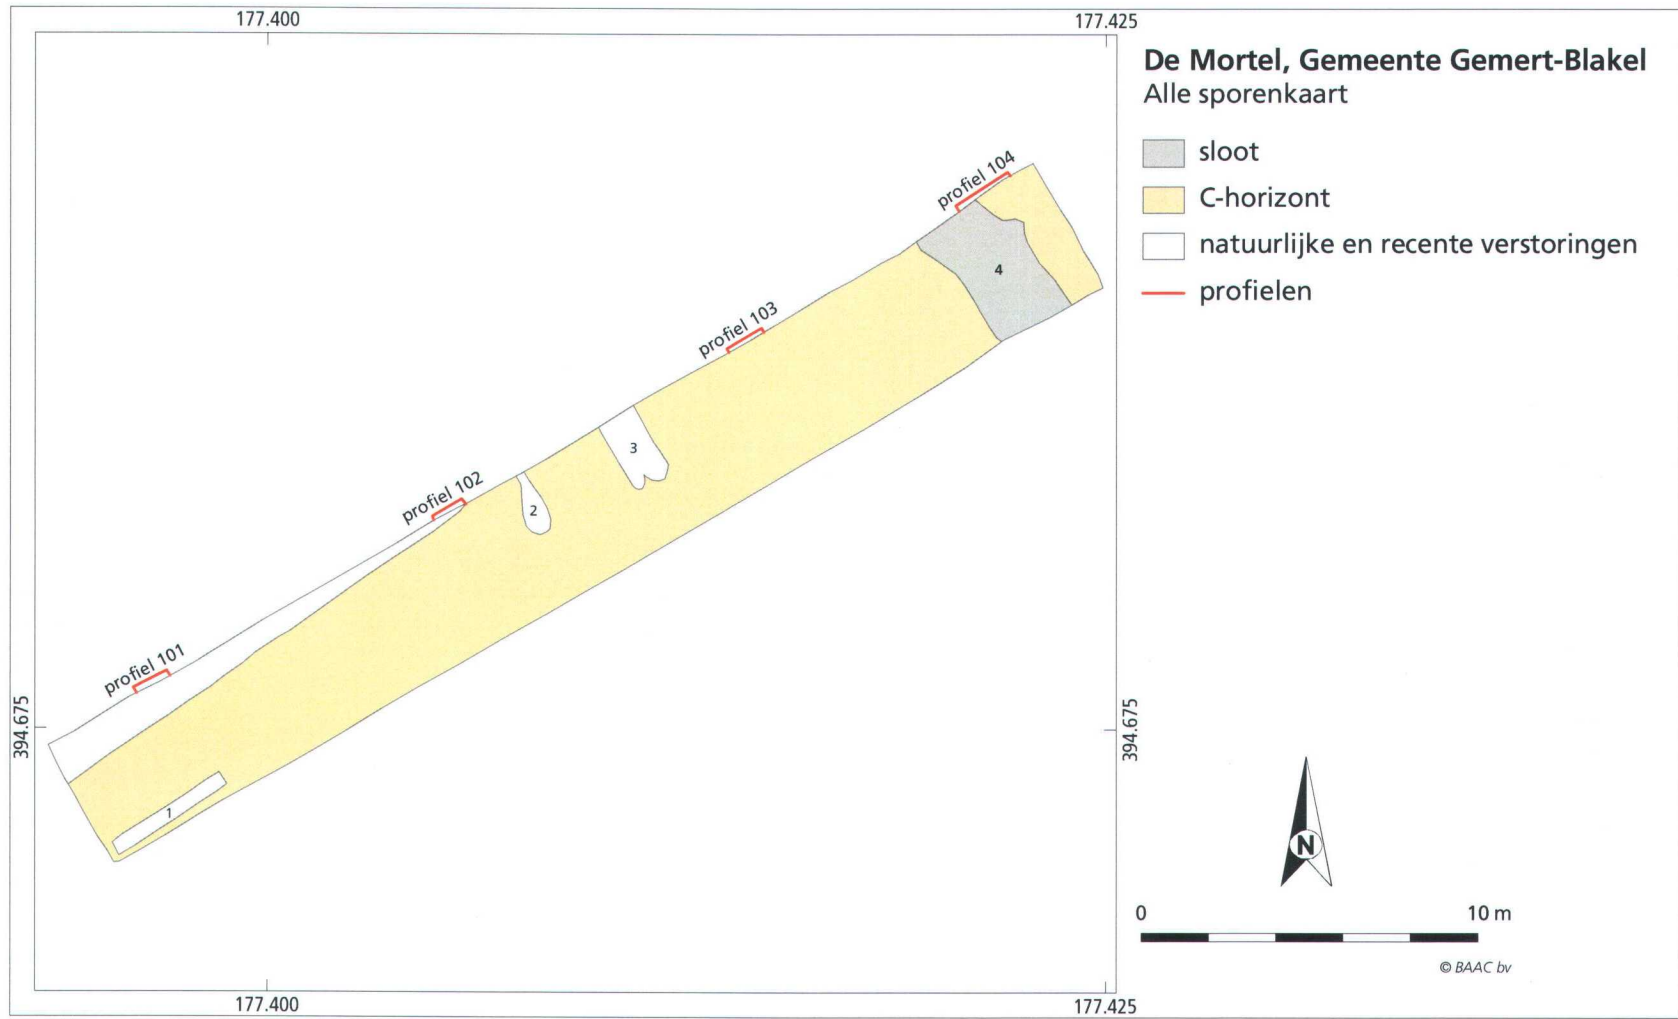 177.400
177.425
De Mortel, Gemeente Gemert-Blakel
Alle sporenkaart
sloot
C-horizont
natuurlijke en recente verstoringen
profielen
profiel 104
4
profiel 103
3
profiel 102
2
profiel 101
1
394.675
394.675
N
0
10 m
© BAAC bv
177.400
177.425